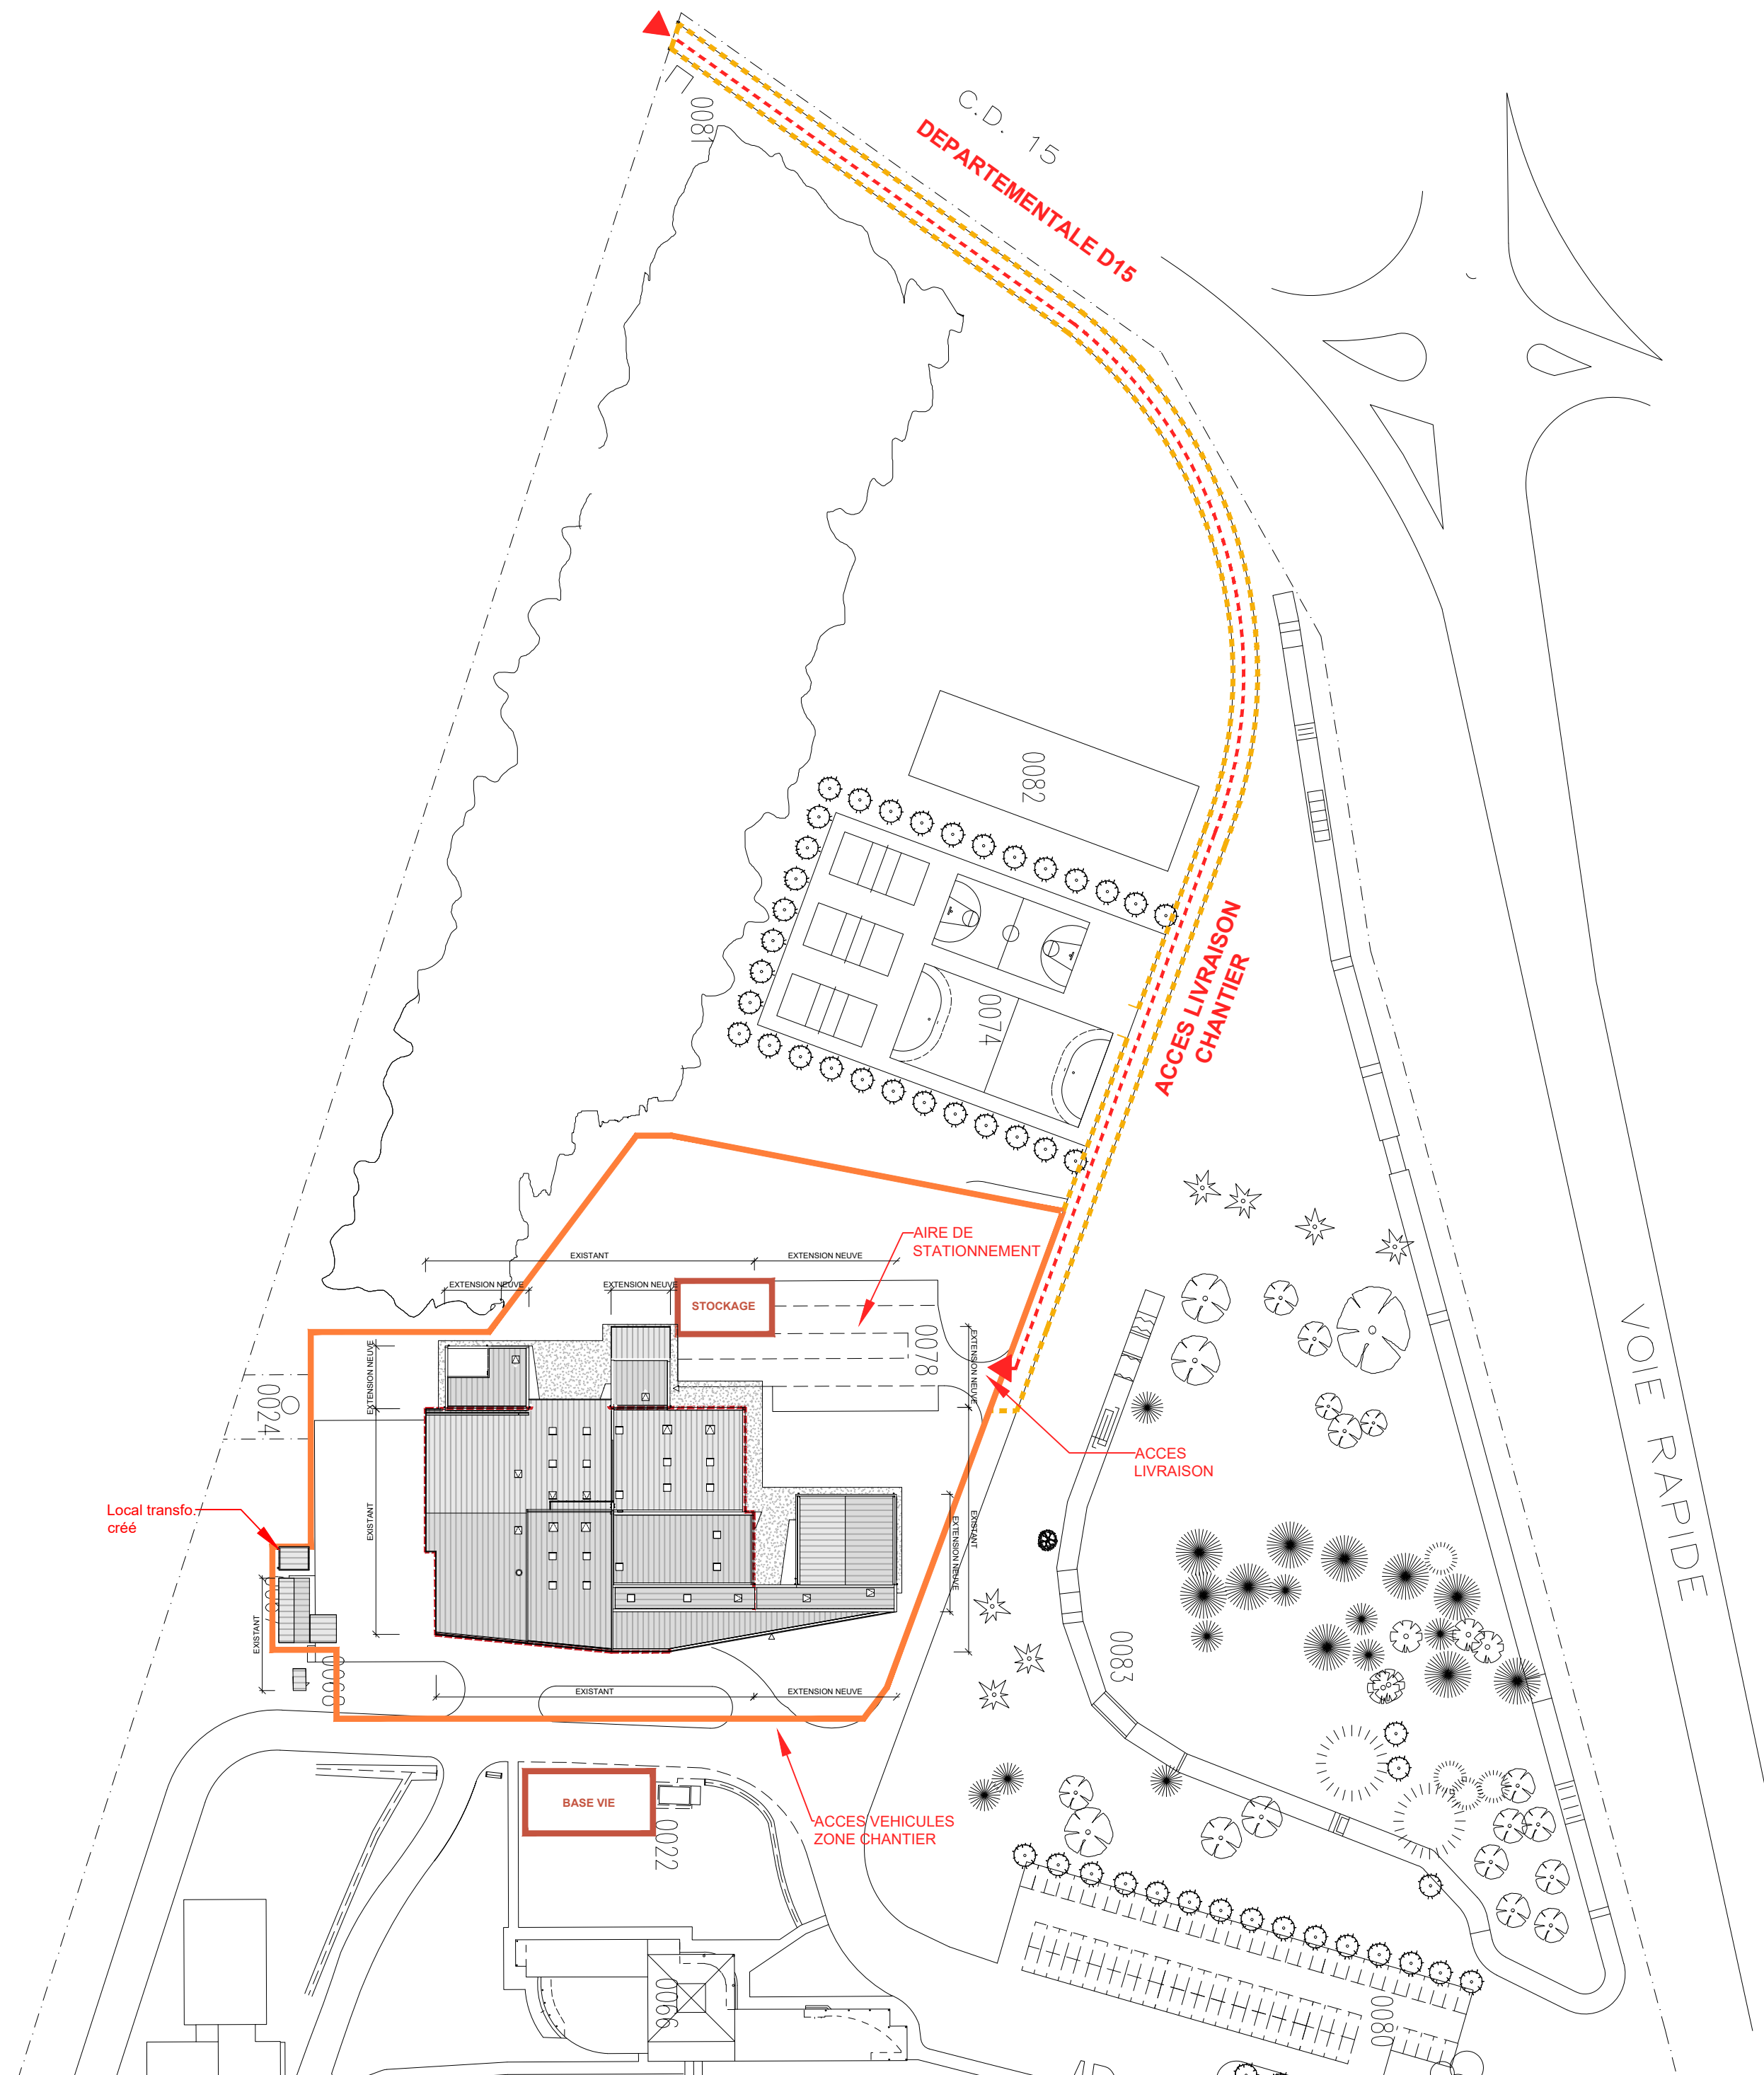 0081
C.D. 15
DEPARTEMENTALE D15
0082
ACCES LIVRAISON
CHANTIER
0074
AIRE DE
STATIONNEMENT
EXISTANT
EXTENSION NEUVE
EXTENSION NEUVE
EXTENSION NEUVE
STOCKAGE
0078
EXTENSION NEUVE
EXTENSION NEUVE
VOIE RAPIDE
0024
ACCES
LIVRAISON
Local transfo.
créé
EXISTANT
EXISTANT
EXTENSION NEUVE
EXISTANT
0083
EXISTANT
EXTENSION NEUVE
BASE VIE
ACCES VEHICULES
ZONE CHANTIER
0022
0066
0080